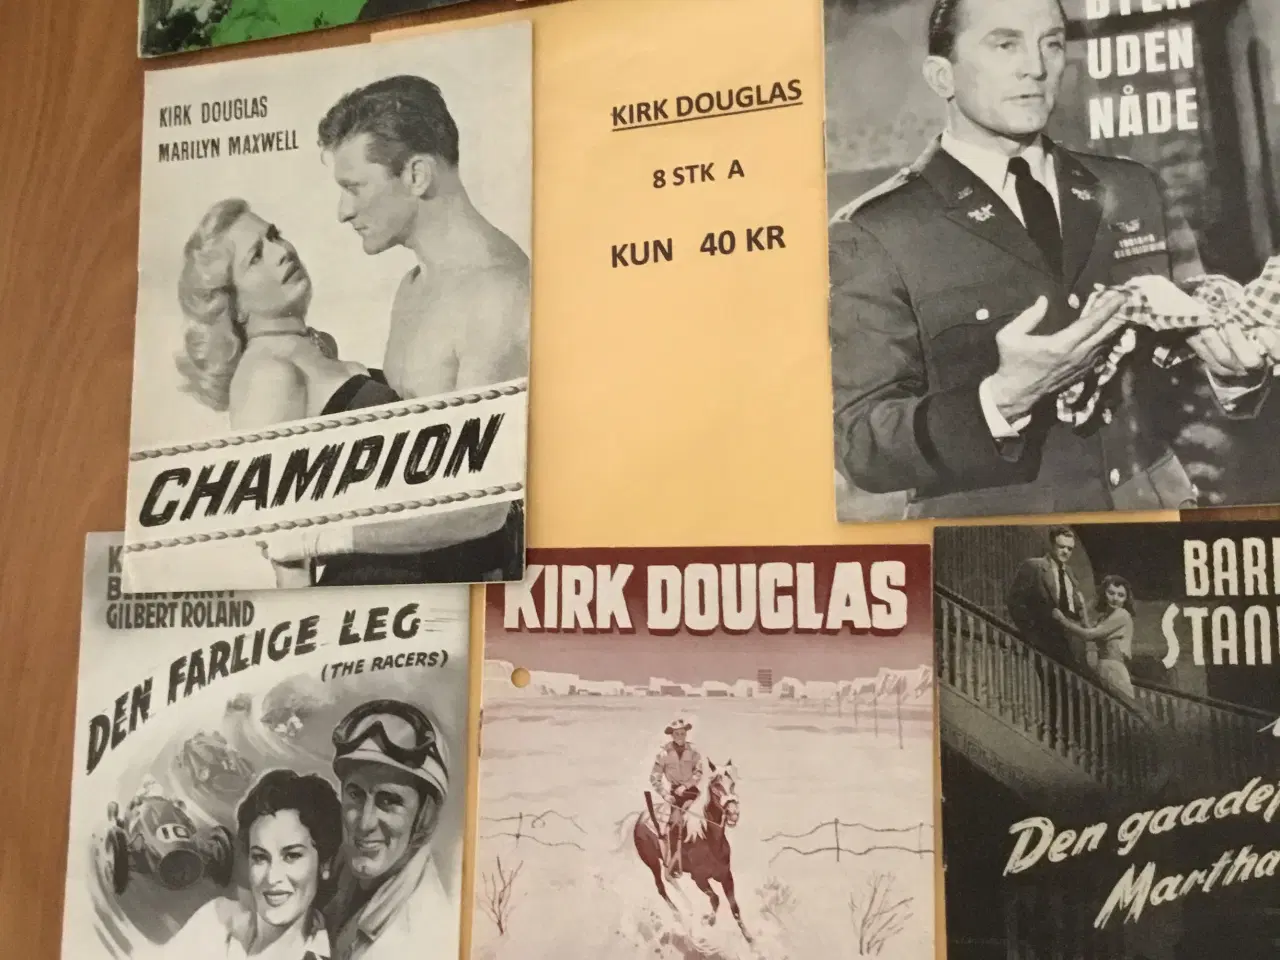 KIRK DOUGLAS
MARILYN MAXWELL
CHAMPION
KIRK DOUGLAS
8 STK A
KUN 40 KR
UDEN
NÅDE
GILBERT ROLAND
DEN FARLIGE LEG
(THE RACERS)
10
KIRK DOUGLAS
Den gaade
Martha